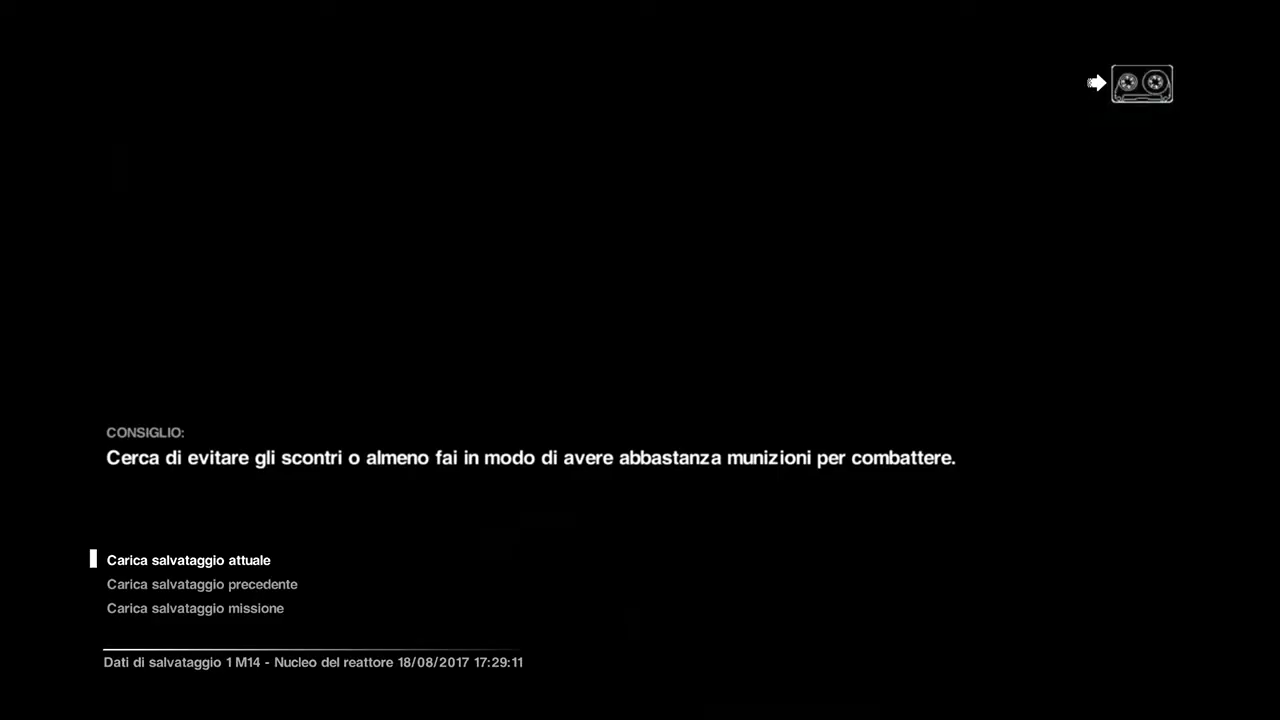 CONSIGLIO:
Cerca di evitare gli scontri o almeno fai in modo di avere abbastanza munizioni per combattere.
Carica salvataggio attuale
Carica salvataggio precedente
Carica salvataggio missione
Dati di salvataggio 1 M14 - Nucleo del reattore 18/08/2017 17:29:11